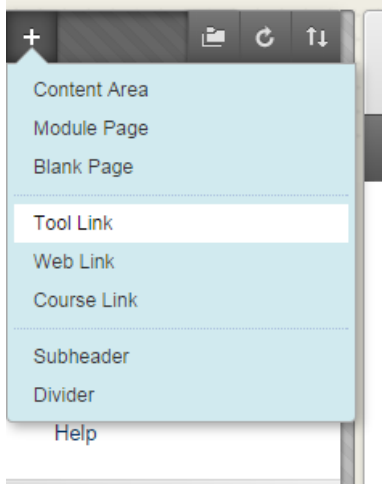 Content Area
Module Page
Blank Page
Tool Link
Web Link
Course Link
Subheader
Divider
Help